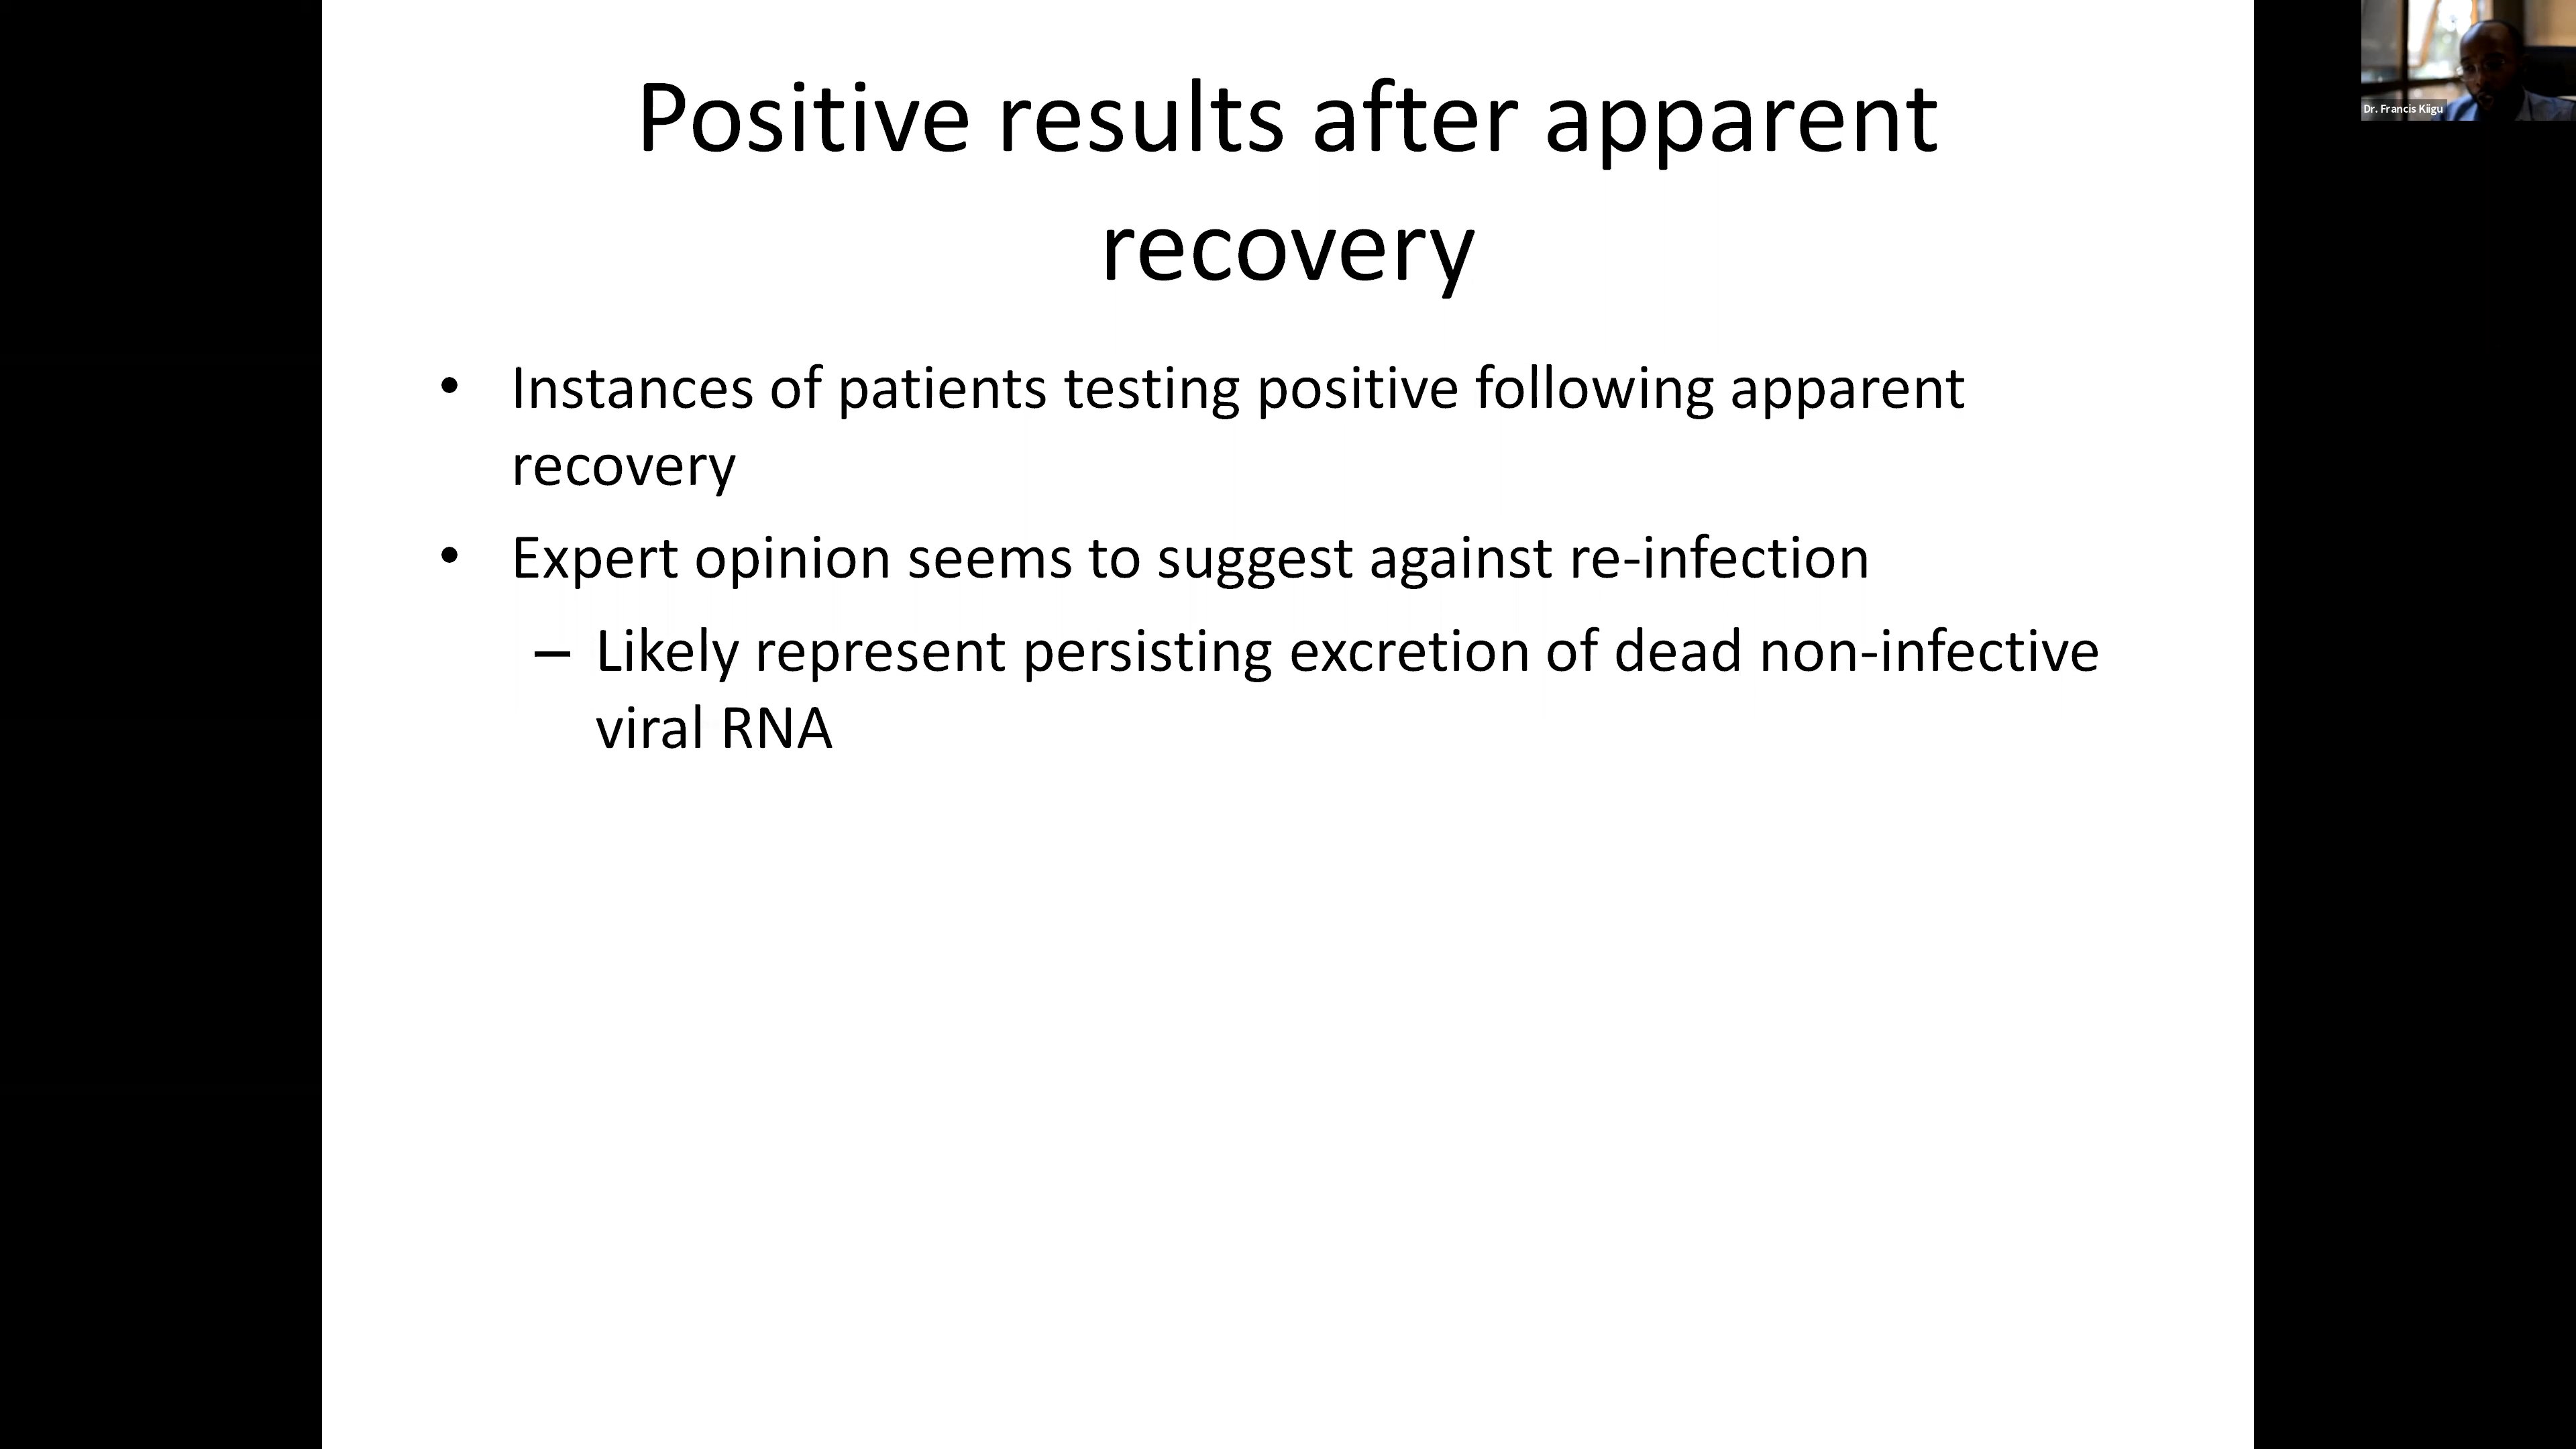 Positive results after apparent
recovery
• Instances of patients testing positive following apparent
recovery
• Expert opinion seems to suggest against re-infection
– Likely represent persisting excretion of dead non-infective
viral RNA
Dr. Francis Kiigu